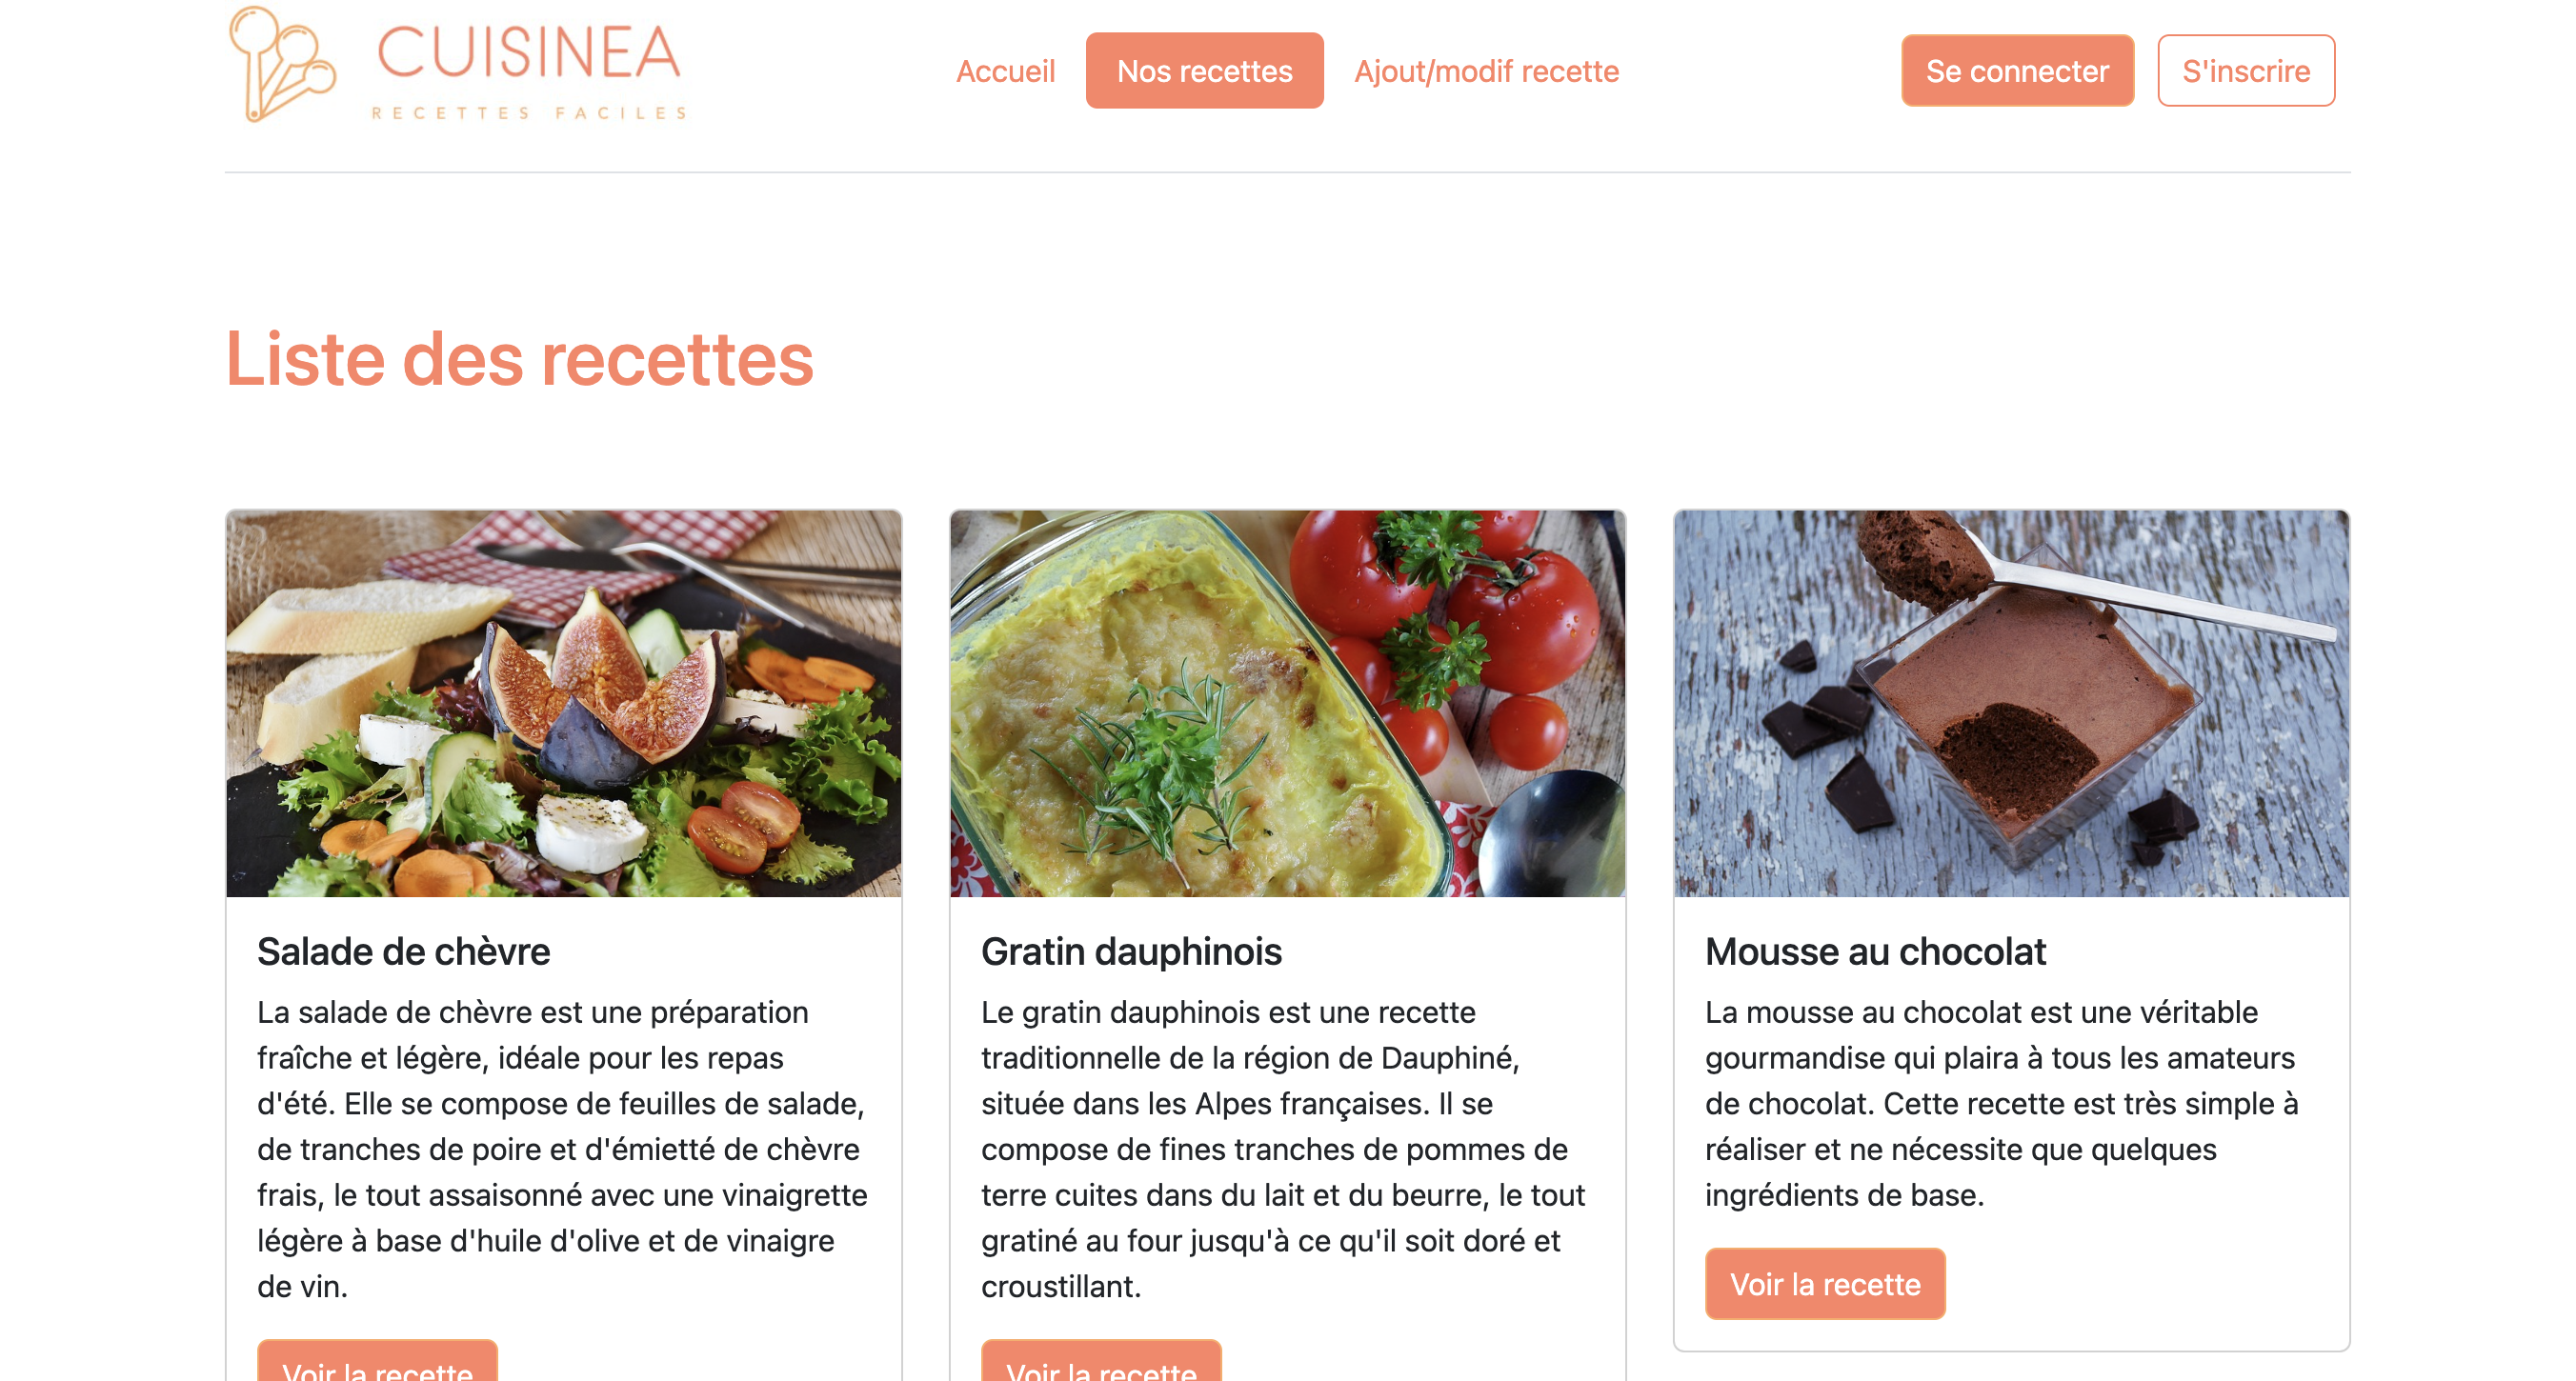 CUISINEA
RECETTES FACILES
Accueil
Nos recettes
Ajout/modif recette
Se connecter
S'inscrire
Liste des recettes
Salade de chèvre
La salade de chèvre est une préparation
fraîche et légère, idéale pour les repas
d'été. Elle se compose de feuilles de salade,
de tranches de poire et d'émietté de chèvre
frais, le tout assaisonné avec une vinaigrette
légère à base d'huile d'olive et de vinaigre
de vin.
Voir la recette
Gratin dauphinois
Le gratin dauphinois est une recette
traditionnelle de la région de Dauphiné,
située dans les Alpes françaises. Il se
compose de fines tranches de pommes de
terre cuites dans du lait et du beurre, le tout
gratiné au four jusqu'à ce qu'il soit doré et
croustillant.
Voir la recette
Mousse au chocolat
La mousse au chocolat est une véritable
gourmandise qui plaira à tous les amateurs
de chocolat. Cette recette est très simple à
réaliser et ne nécessite que quelques
ingrédients de base.
Voir la recette